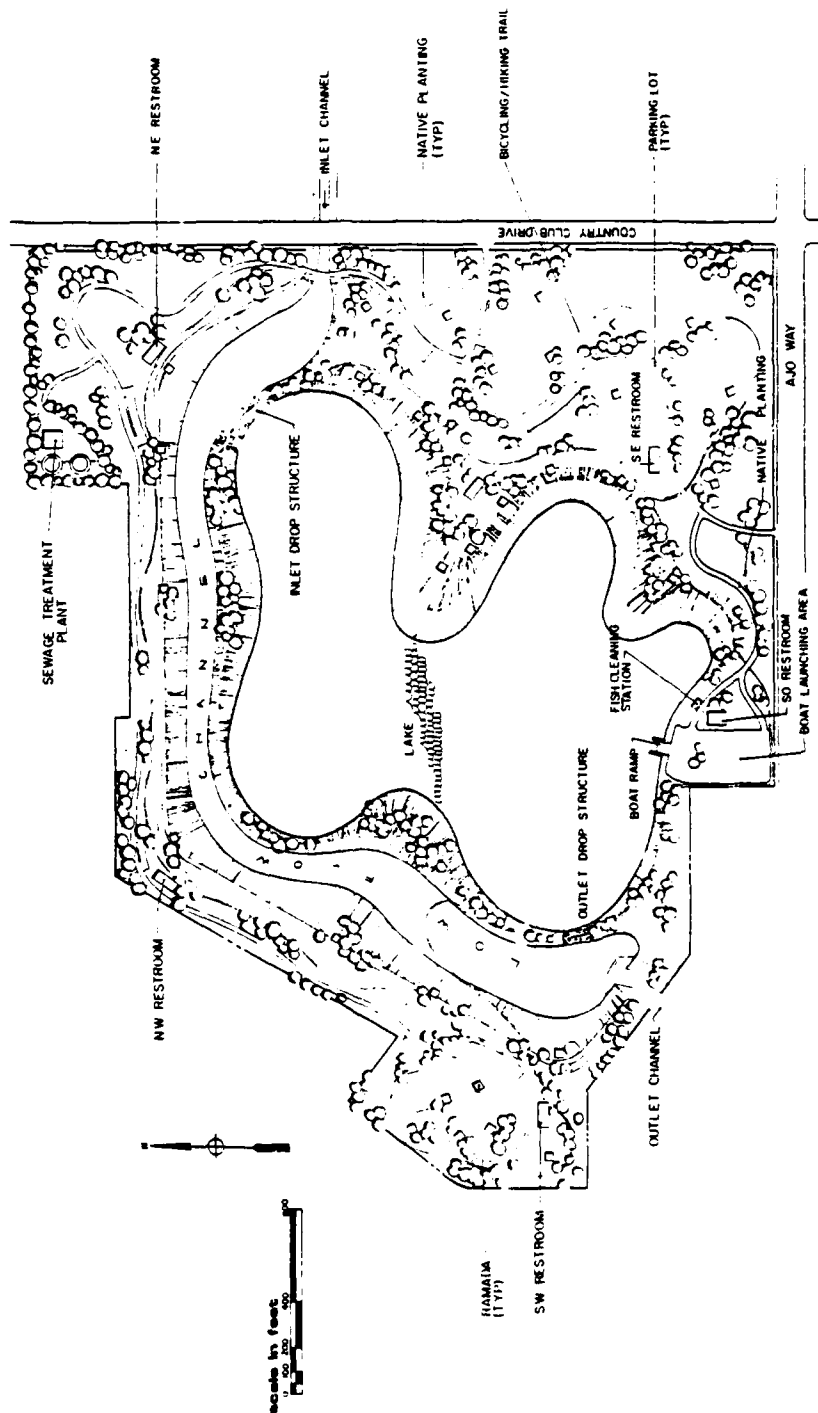 NE RESTROOM
INLET CHANNEL
NATIVE PLANTING
(TYP)
BICYCLING/HIKING TRAIL
PARKING LOT
(TYP)
COUNTRY CLUB DRIVE
AJO WAY
NATIVE PLANTING
SE RESTROOM
SEWAGE TREATMENT
PLANT
INLET DROP STRUCTURE
CHANNEL
LAKE
FISH CLEANING
STATION
SO RESTROOM
BOAT LAUNCHING AREA
BOAT RAMP
OUTLET DROP STRUCTURE
NW RESTROOM
OUTLET CHANNEL
RAMADA
(TYP)
SW RESTROOM
scale in feet
0 100 200 400 800